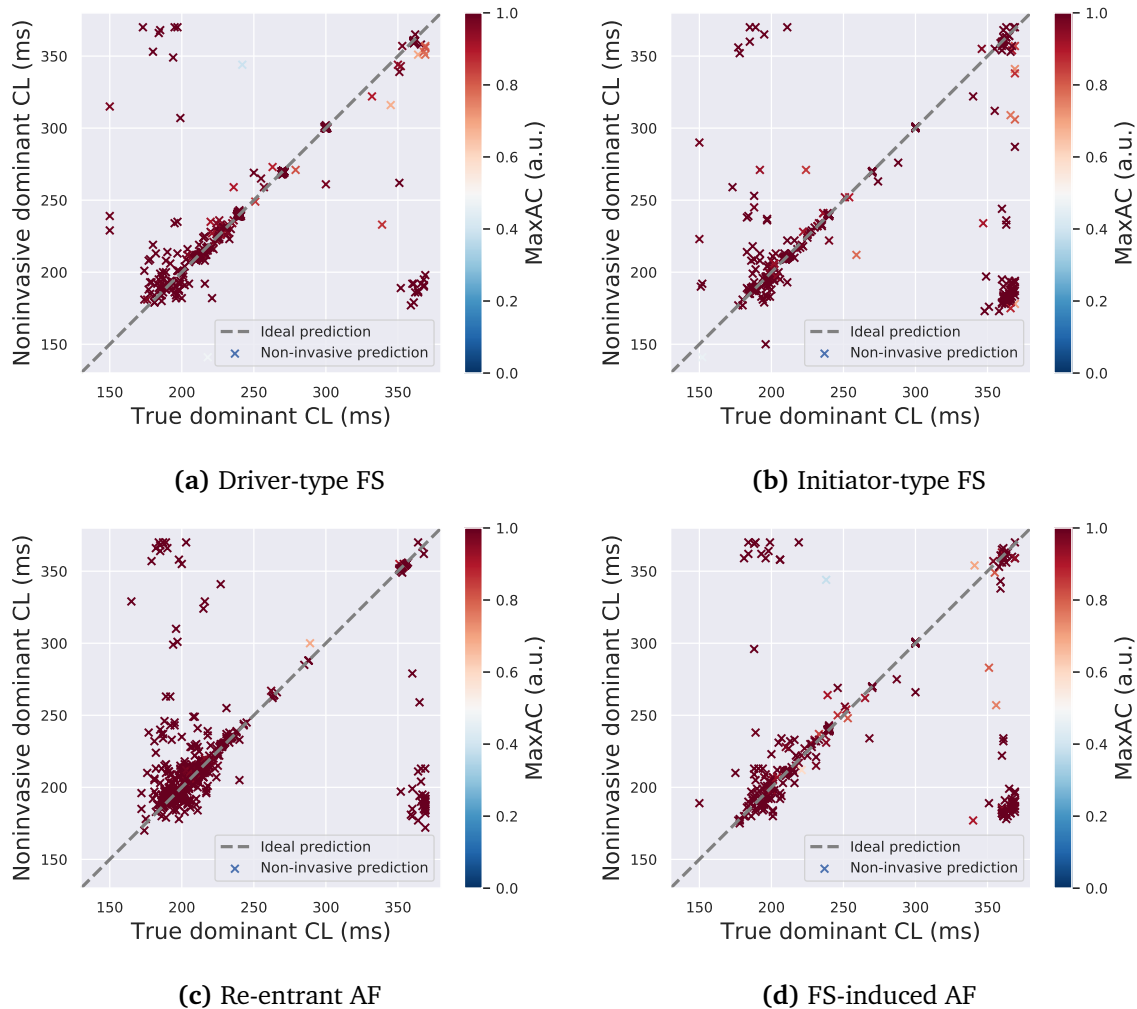 Noninvasive dominant CL (ms)
350
300
250
200
150
150 200 250 300 350
True dominant CL (ms)
Ideal prediction
Non-invasive prediction
1.0
0.8
0.6
0.4
0.2
0.0
MaxAC (a.u.)
(a) Driver-type FS
Noninvasive dominant CL (ms)
350
300
250
200
150
150 200 250 300 350
True dominant CL (ms)
Ideal prediction
Non-invasive prediction
1.0
0.8
0.6
0.4
0.2
0.0
MaxAC (a.u.)
(b) Initiator-type FS
Noninvasive dominant CL (ms)
350
300
250
200
150
150 200 250 300 350
True dominant CL (ms)
Ideal prediction
Non-invasive prediction
1.0
0.8
0.6
0.4
0.2
0.0
MaxAC (a.u.)
(c) Re-entrant AF
Noninvasive dominant CL (ms)
350
300
250
200
150
150 200 250 300 350
True dominant CL (ms)
Ideal prediction
Non-invasive prediction
1.0
0.8
0.6
0.4
0.2
0.0
MaxAC (a.u.)
(d) FS-induced AF